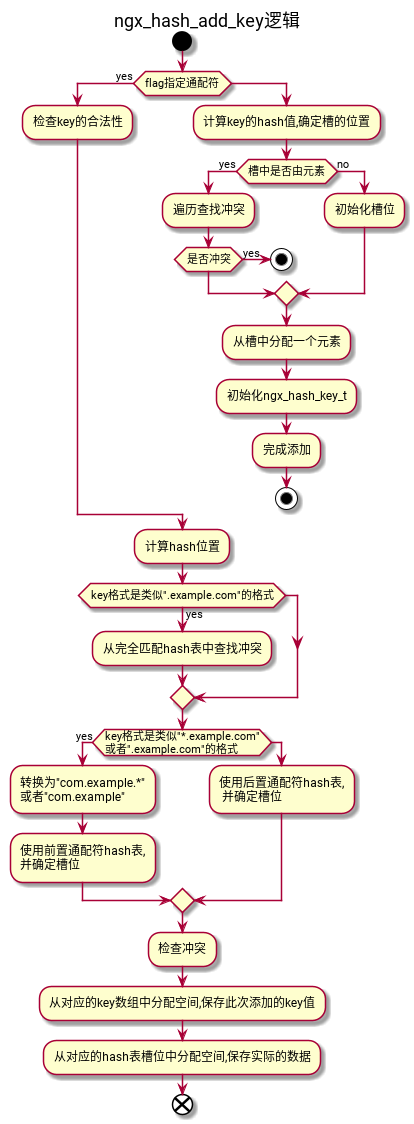 ngx_hash_add_key逻辑
yes
flag指定通配符
检查key的合法性
计算key的hash值,确定槽的位置
yes
槽中是否由元素
no
遍历查找冲突
初始化槽位
是否冲突
yes
从槽中分配一个元素
初始化ngx_hash_key_t
完成添加
计算hash位置
key格式是类似".example.com"的格式
yes
从完全匹配hash表中查找冲突
yes
key格式是类似"*.example.com"
或者".example.com"的格式
转换为"com.example.*"
或者"com.example"
使用后置通配符hash表,
并确定槽位
使用前置通配符hash表,
并确定槽位
检查冲突
从对应的key数组中分配空间,保存此次添加的key值
从对应的hash表槽位中分配空间,保存实际的数据